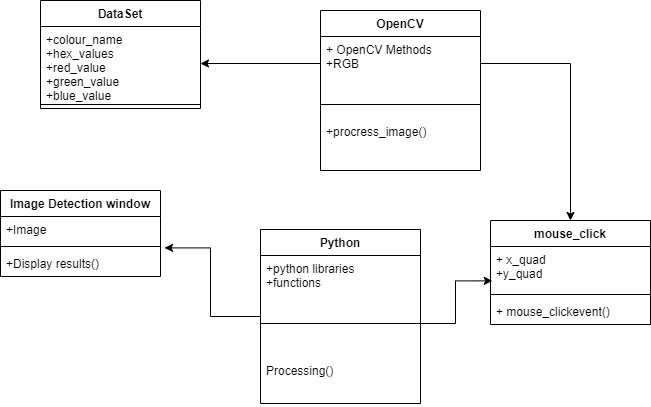 DataSet
+colour_name
+hex_values
+red_value
+green_value
+blue_value
OpenCV
+ OpenCV Methods
+RGB
+procress_image()
Image Detection window
+Image
+Display results()
Python
+python libraries
+functions
Processing()
mouse_click
+ x_quad
+y_quad
+ mouse_clickevent()